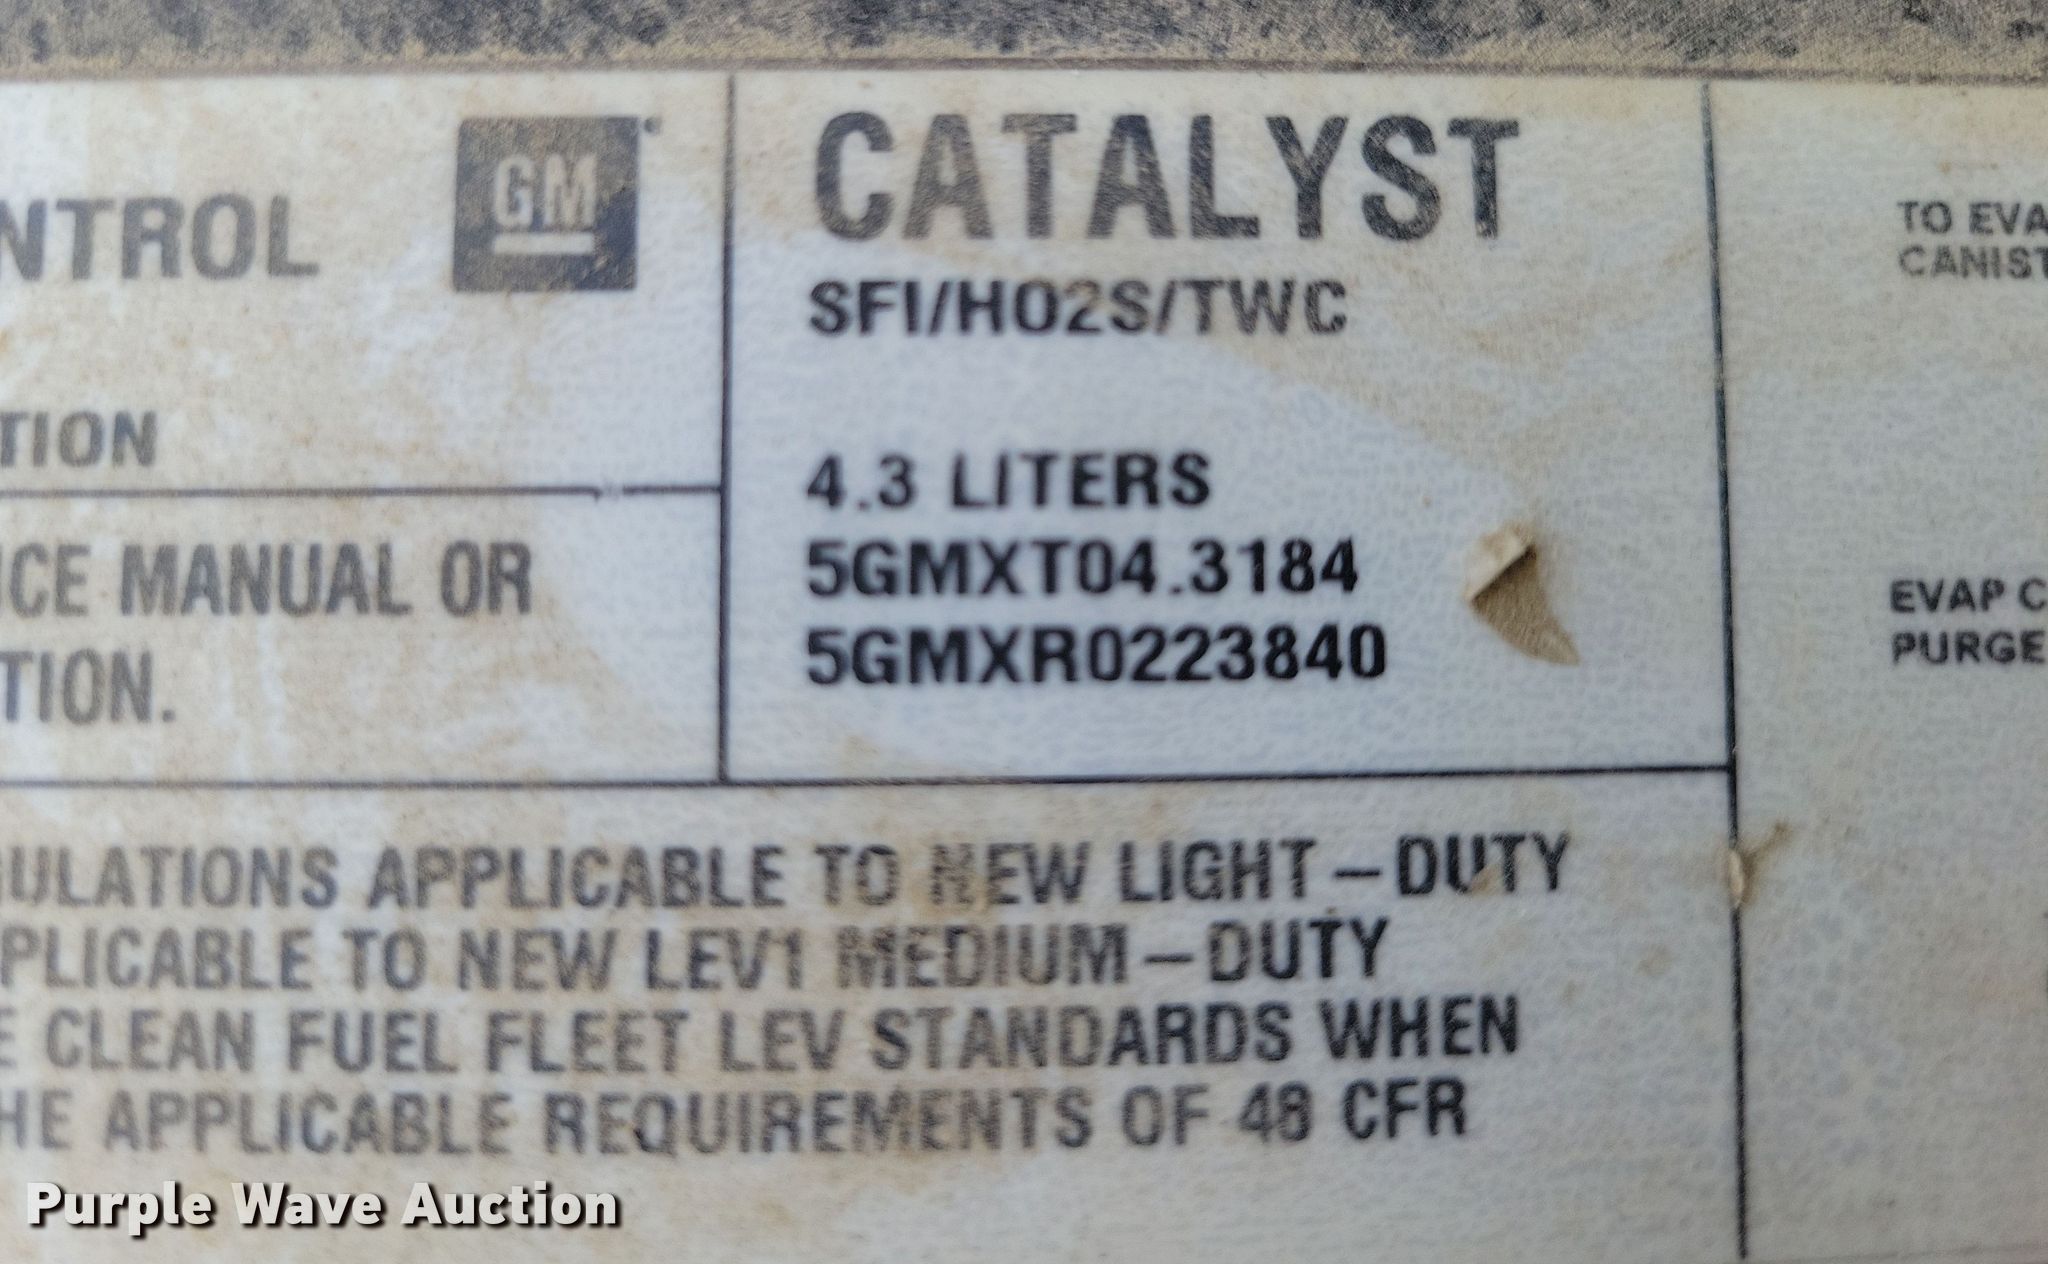 NTROL
GM
TION
ICE MANUAL OR
TION.
CATALYST
SFI/HO2S/TWC
4.3 LITERS
5GMXT04.3184
5GMXR0223840
TO EVA
CANIST
EVAP C
PURGE
ULATIONS APPLICABLE TO NEW LIGHT-DUTY
PLICABLE TO NEW LEV1 MEDIUM-DUTY
E CLEAN FUEL FLEET LEV STANDARDS WHEN
HE APPLICABLE REQUIREMENTS OF 48 CFR
Purple Wave Auction